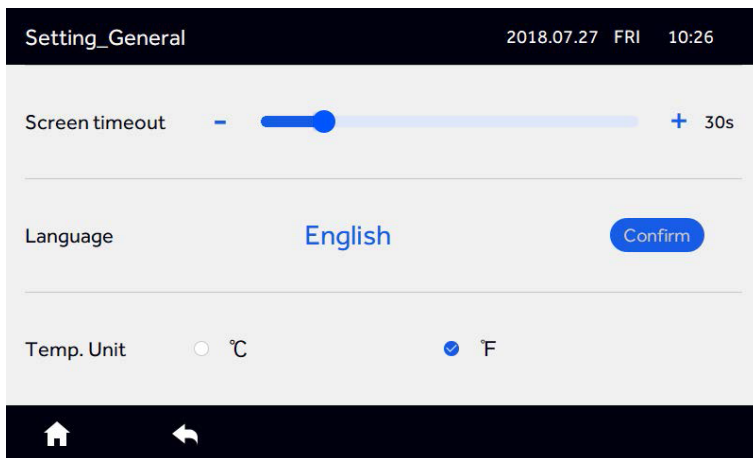 Setting_General 2018.07.27 FRI 10:26
Screen timeout - + 30s
Language English Confirm
Temp. Unit ℃ ℉